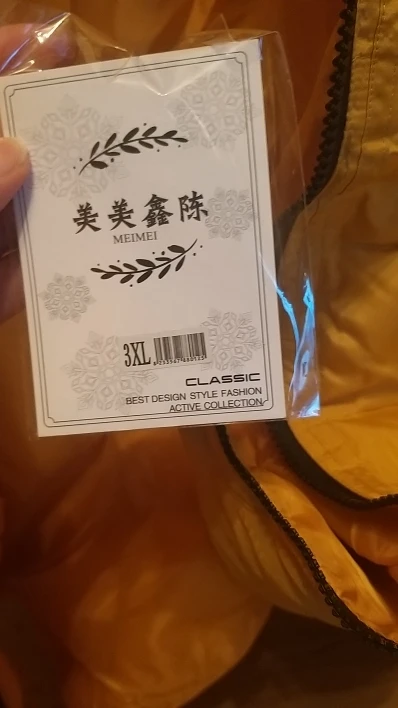 美美鑫陈
MEIMEI
3XL
CLASSIC
BEST DESIGN STYLE FASHION
ACTIVE COLLECTION